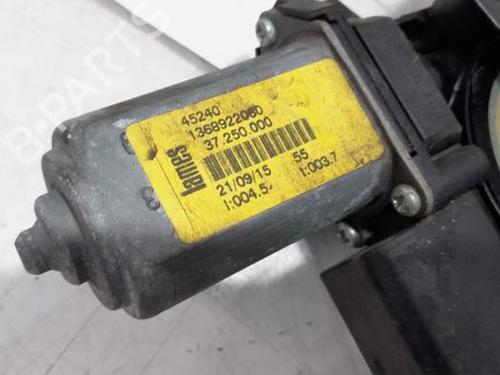 45240
1368922080
37.250.000
Lames
21/09/15 55
I:004.5 I:003.7
B-PARTS